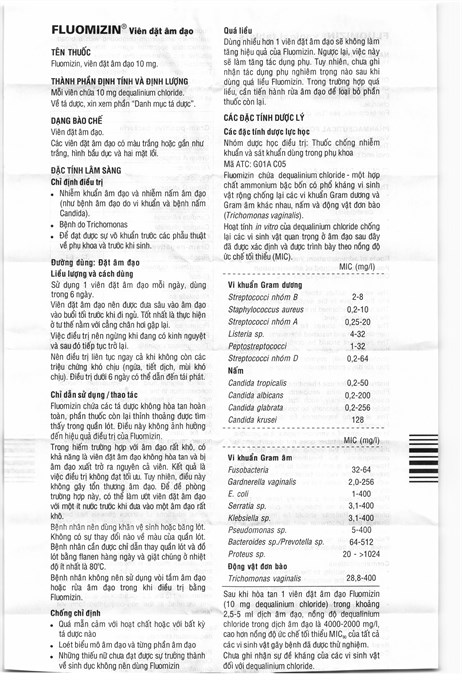 FLUOMIZIN® Viên đặt âm đạo
TÊN THUỐC
Fluomizin, viên đặt âm đạo 10 mg.
THÀNH PHẦN ĐỊNH TÍNH VÀ ĐỊNH LƯỢNG
Mỗi viên chứa 10 mg dequalinium chloride.
Về tá dược, xin xem phần "Danh mục tá dược".
DẠNG BÀO CHẾ
Viên đặt âm đạo.
Các viên đặt âm đạo có màu trắng hoặc gần như
trắng, hình bầu dục và hai mặt lồi.
ĐẶC TÍNH LÂM SÀNG
Chỉ định điều trị
• Nhiễm khuẩn âm đạo và nhiễm nấm âm đạo
(như bệnh âm đạo do vi khuẩn và bệnh nấm
Candida).
• Bệnh do Trichomonas
• Để đạt được sự vô khuẩn trước các phẫu thuật
về phụ khoa và trước khi sinh.
Đường dùng: Đặt âm đạo
Liều lượng và cách dùng
Sử dụng 1 viên đặt âm đạo mỗi ngày, dùng
trong 6 ngày.
Viên đặt âm đạo nên được đưa sâu vào âm đạo
vào buổi tối trước khi đi ngủ. Tốt nhất là thực hiện
ở tư thế nằm với cẳng chân hơi gập lại.
Việc điều trị nên ngừng khi đang có kinh nguyệt
và sau đó tiếp tục trở lại.
Nên điều trị liên tục ngay cả khi không còn các
triệu chứng khó chịu (ngứa, tiết dịch, mùi khó
chịu). Điều trị dưới 6 ngày có thể dẫn đến tái phát.
Chỉ dẫn sử dụng / thao tác
Fluomizin chứa các tá dược không hòa tan hoàn
toàn, phần thuốc còn lại thỉnh thoảng được tìm
thấy trong quần lót. Điều này không ảnh hưởng
đến hiệu quả điều trị của Fluomizin.
Trong hiếm trường hợp âm đạo rất khô, có
khả năng là viên đặt âm đạo không hòa tan và bị
âm đạo xuất trở ra nguyên cả viên. Kết quả là
việc điều trị không đạt tối ưu. Tuy nhiên, điều này
không gây tổn thương âm đạo. Để đề phòng
trường hợp này, có thể làm ướt viên đặt âm đạo
với một ít nước trước khi đưa vào một âm đạo rất
khô.
Bệnh nhân nên dùng khăn vệ sinh hoặc băng lót.
Không có sự thay đổi nào về màu của quần lót.
Bệnh nhân cần được chỉ dẫn thay quần lót và đồ
lót bằng flanen hàng ngày và giặt chúng ở nhiệt
độ ít nhất là 80°C.
Bệnh nhân không nên sử dụng vòi tắm âm đạo
hoặc rửa âm đạo trong khi điều trị bằng
Fluomizin.
Chống chỉ định
• Quá mẫn cảm với hoạt chất hoặc với bất kỳ
tá dược nào
• Loét biểu mô âm đạo và từng phần âm đạo
• Những thiếu nữ chưa đạt được sự trưởng thành
về sinh dục không nên dùng Fluomizin
Quá liều
Dùng nhiều hơn 1 viên đặt âm đạo sẽ không làm
tăng hiệu quả của Fluomizin. Ngược lại, việc này
sẽ làm tăng tác dụng phụ. Tuy nhiên, chưa ghi
nhận tác dụng phụ nghiêm trọng nào sau khi
dùng quá liều Fluomizin. Trong trường hợp quá
liều, cần tiến hành rửa âm đạo để loại bỏ phần
thuốc còn lại.
CÁC ĐẶC TÍNH DƯỢC LÝ
Các đặc tính dược lực học
Nhóm dược học điều trị: Thuốc chống nhiễm
khuẩn và sát khuẩn dùng trong phụ khoa
Mã ATC: G01A C05
Fluomizin chứa dequalinium chloride - một hợp
chất ammonium bậc bốn có phổ kháng vi sinh
vật rộng chống lại các vi khuẩn Gram dương và
Gram âm khác nhau, nấm và động vật đơn bào
(Trichomonas vaginalis).
Hoạt tính in vitro của dequalinium chloride chống
lại các vi sinh vật quan trọng ở âm đạo sau đây
đã được xác định và được trình bày theo nồng độ
ức chế tối thiểu (MIC).
MIC (mg/l)
Vi khuẩn Gram dương
Streptococci nhóm B 2-8
Staphylococcus aureus 0,2-10
Streptococci nhóm A 0,25-20
Listeria sp. 4-32
Peptostreptococci 1-32
Streptococci nhóm D 0,2-64
Nấm
Candida tropicalis 0,2-50
Candida albicans 0,2-200
Candida glabrata 0,2-256
Candida krusei 128
MIC (mg/l)
Vi khuẩn Gram âm
Fusobacteria 32-64
Gardnerella vaginalis 2,0-256
E. coli 1-400
Serratia sp. 3,1-400
Klebsiella sp. 3,1-400
Pseudomonas sp. 5-400
Bacteroides sp./Prevotella sp. 64-512
Proteus sp. 20 - >1024
Động vật đơn bào
Trichomonas vaginalis 28,8-400
Sau khi hòa tan 1 viên đặt âm đạo Fluomizin
(10 mg dequalinium chloride) trong khoảng
2,5-5 ml dịch âm đạo, nồng độ dequalinium
chloride trong dịch âm đạo là 4000-2000 mg/l,
cao hơn nồng độ ức chế tối thiểu MIC₉₀ của tất cả
các vi sinh vật gây bệnh đã được thử nghiệm.
Chưa ghi nhận sự đề kháng của các vi sinh vật
đối với dequalinium chloride.